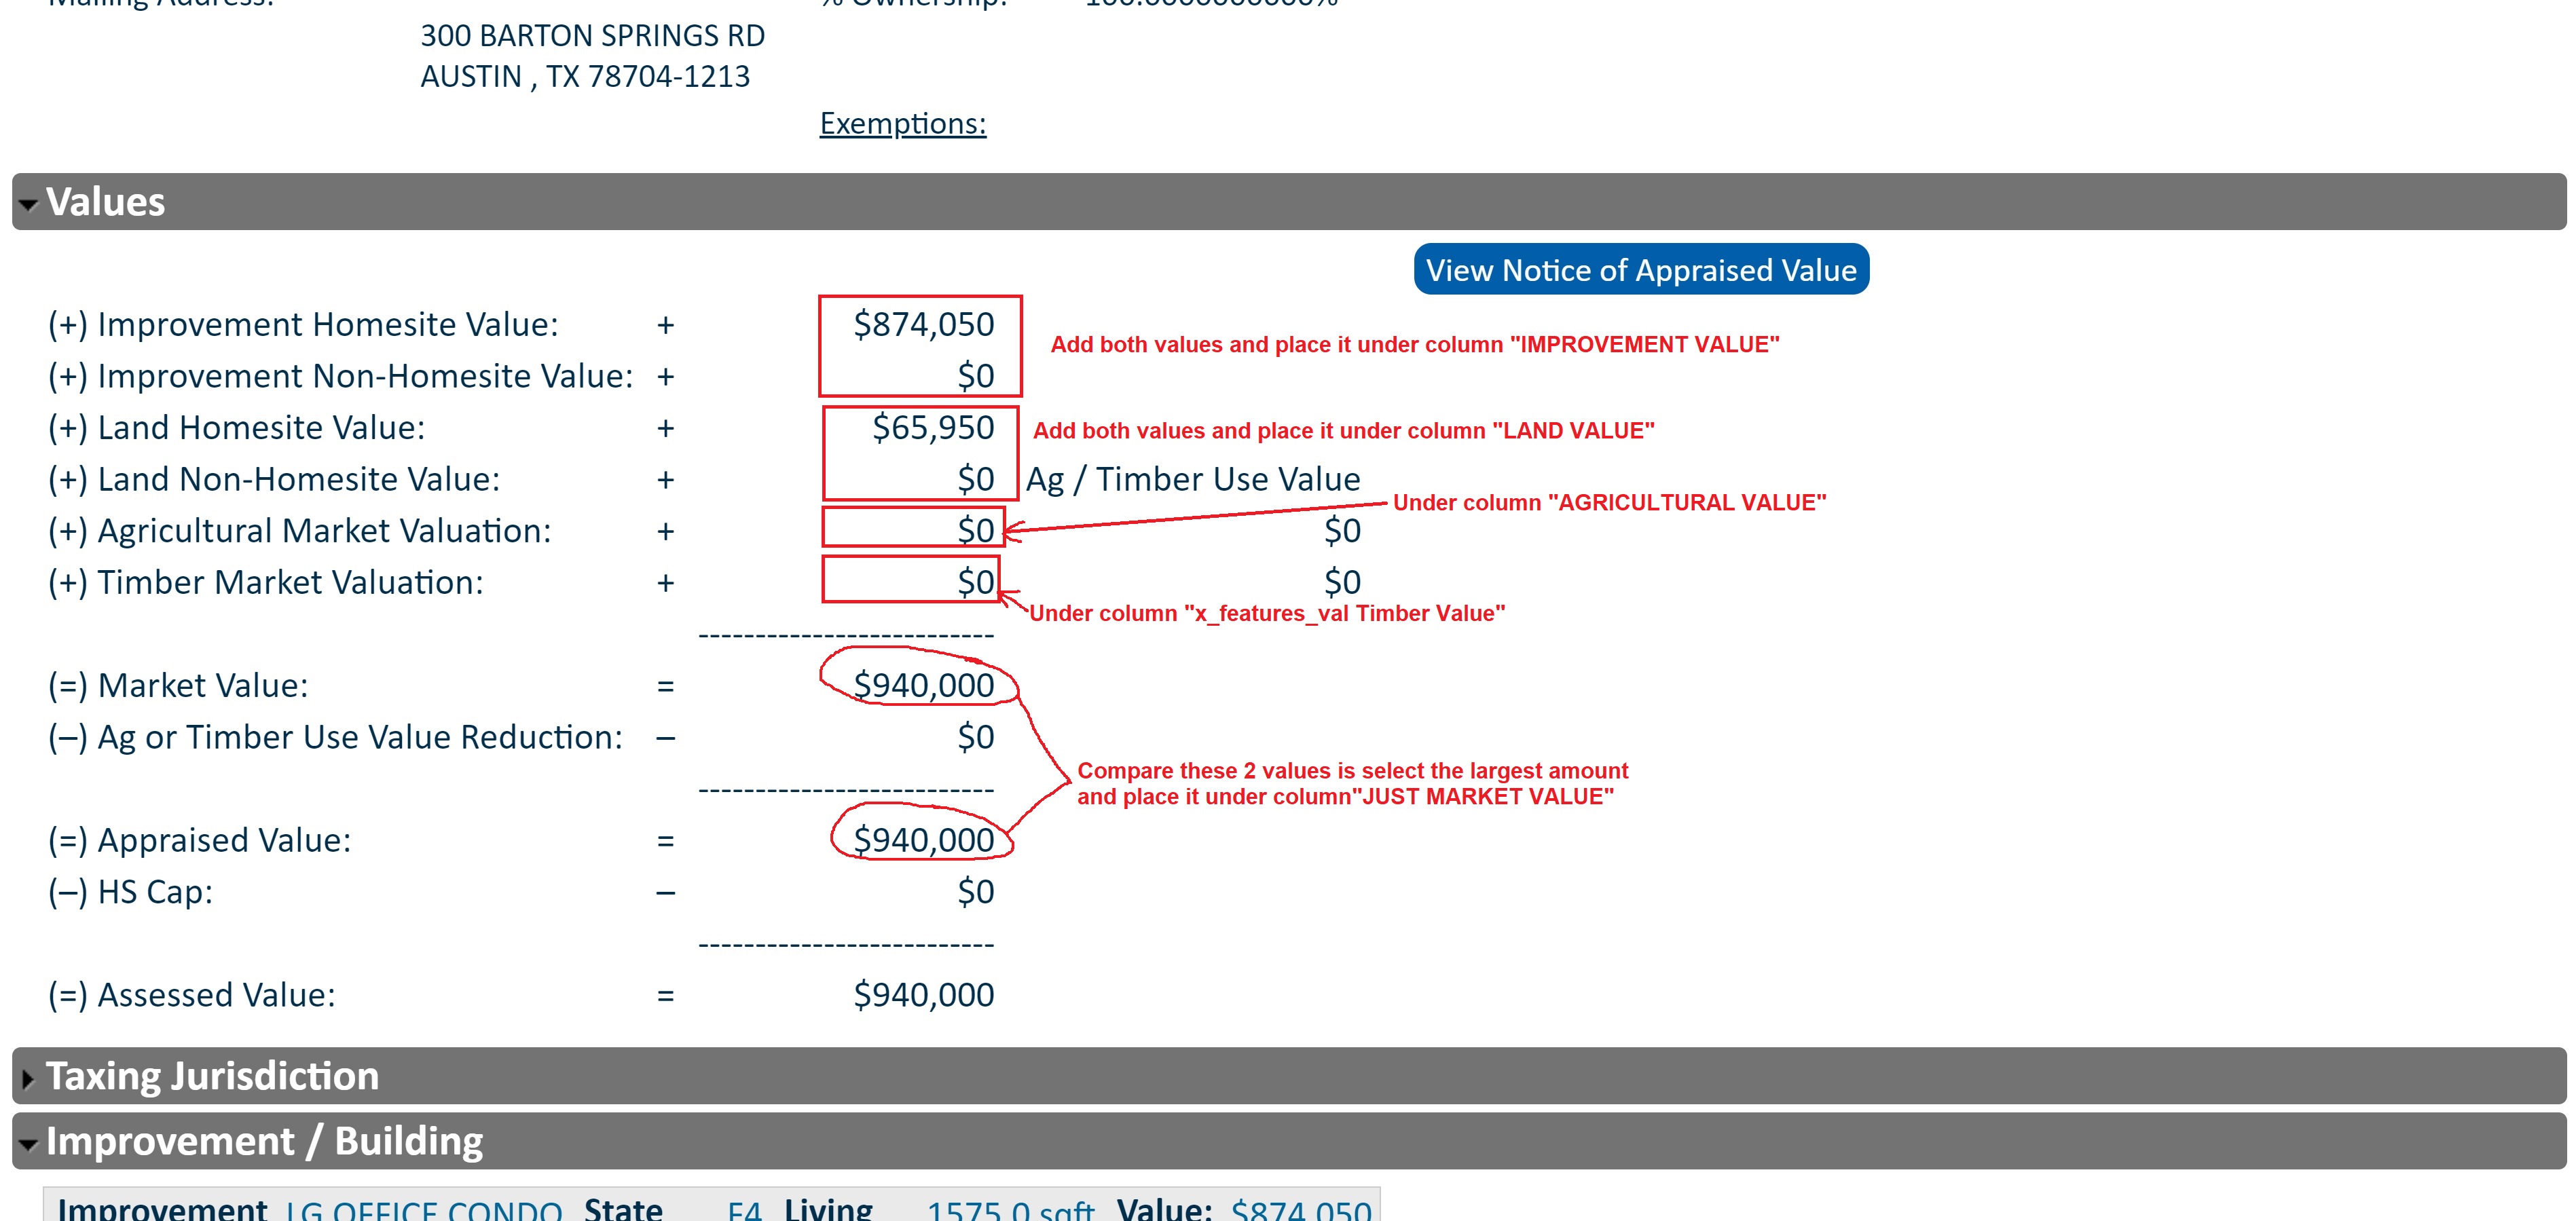 Mailing Address:
% Ownership: 100.0000000000%
300 BARTON SPRINGS RD
AUSTIN , TX 78704-1213
Exemptions:
Values
View Notice of Appraised Value
(+) Improvement Homesite Value: + $874,050
Add both values and place it under column "IMPROVEMENT VALUE"
(+) Improvement Non-Homesite Value: + $0
(+) Land Homesite Value: + $65,950 Add both values and place it under column "LAND VALUE"
(+) Land Non-Homesite Value: + $0 Ag / Timber Use Value
Under column "AGRICULTURAL VALUE"
(+) Agricultural Market Valuation: + $0 $0
(+) Timber Market Valuation: + $0 $0
Under column "x_features_val Timber Value"
--------------------------
(=) Market Value: = $940,000
(–) Ag or Timber Use Value Reduction: – $0
Compare these 2 values is select the largest amount
and place it under column"JUST MARKET VALUE"
--------------------------
(=) Appraised Value: = $940,000
(–) HS Cap: – $0
--------------------------
(=) Assessed Value: = $940,000
Taxing Jurisdiction
Improvement / Building
Improvement LG OFFICE CONDO State F4 Living 1575.0 sqft Value: $874,050